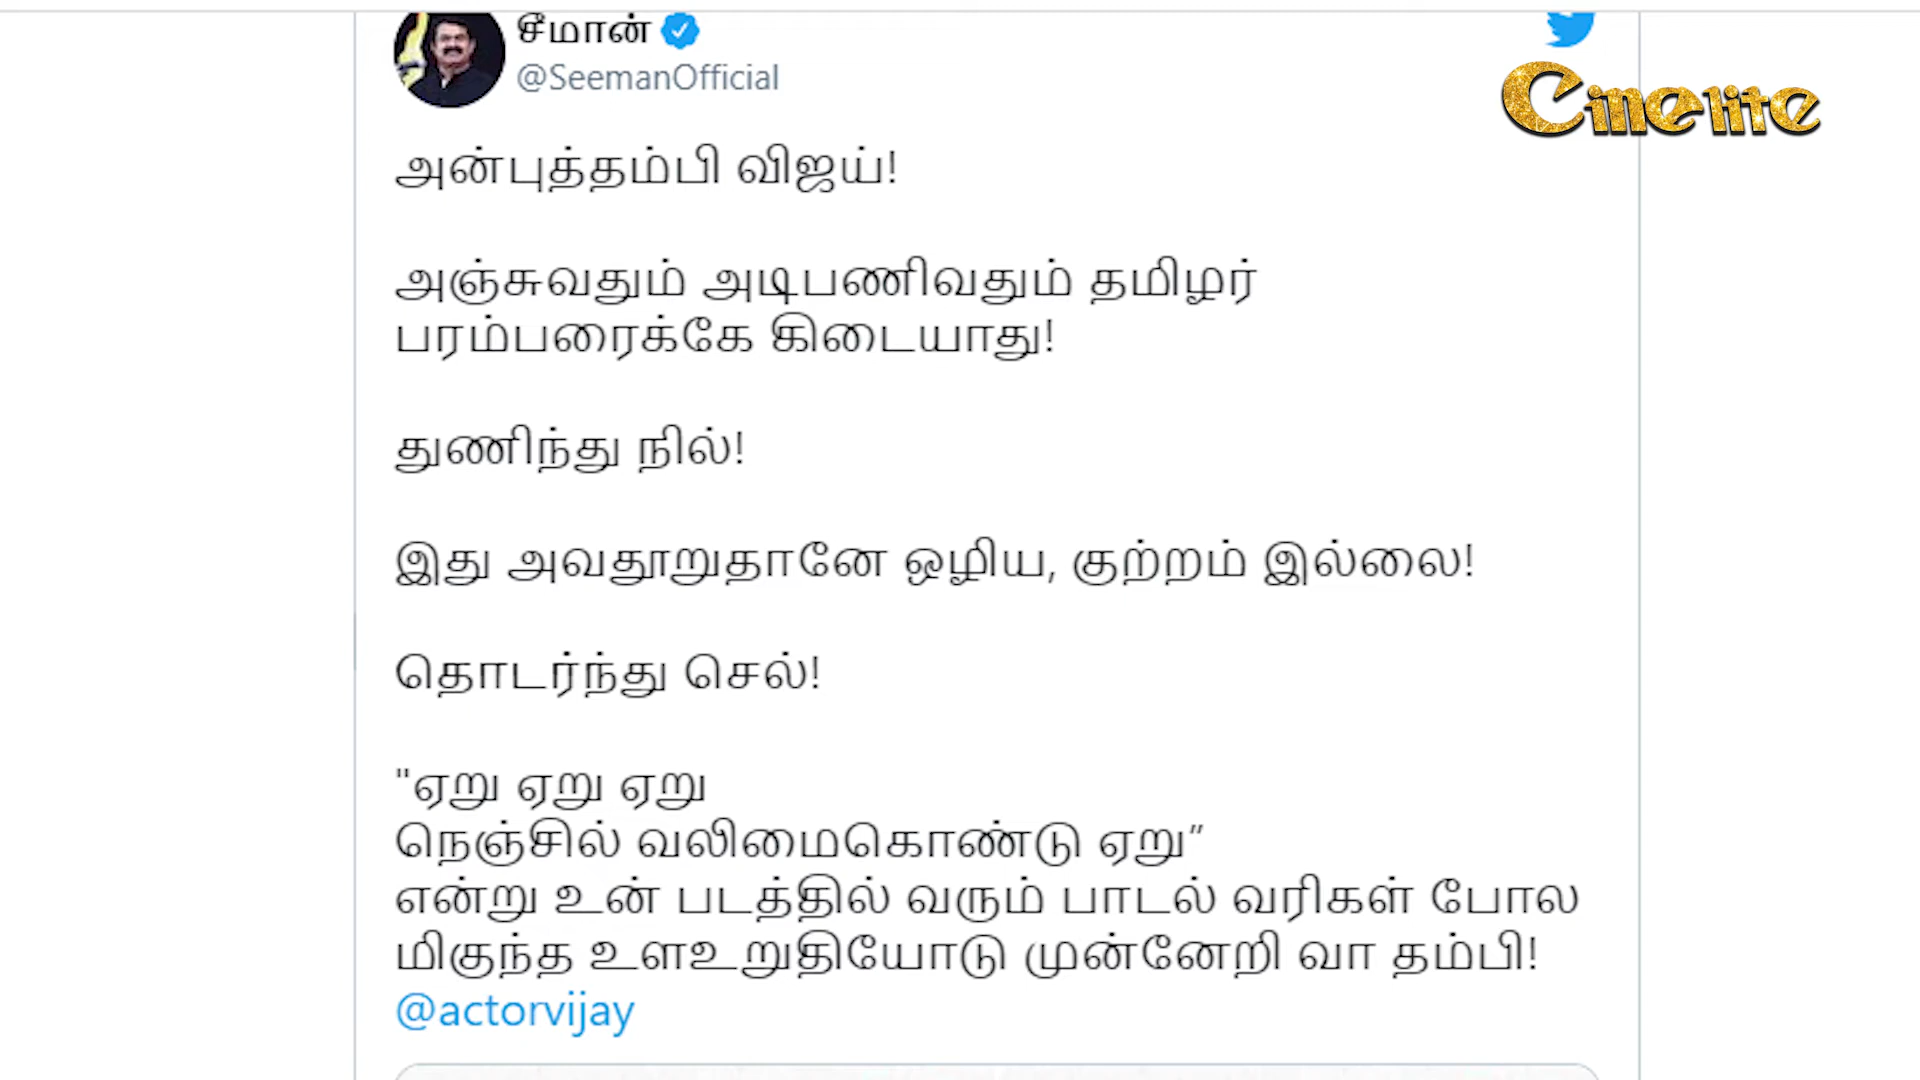 சீமான்
@SeemanOfficial
Cinelite
அன்புத்தம்பி விஜய்!
அஞ்சுவதும் அடிபணிவதும் தமிழர்
பரம்பரைக்கே கிடையாது!
துணிந்து நில்!
இது அவதூறுதானே ஒழிய, குற்றம் இல்லை!
தொடர்ந்து செல்!
"ஏறு ஏறு ஏறு
நெஞ்சில் வலிமைகொண்டு ஏறு”
என்று உன் படத்தில் வரும் பாடல் வரிகள் போல
மிகுந்த உளஉறுதியோடு முன்னேறி வா தம்பி!
@actorvijay